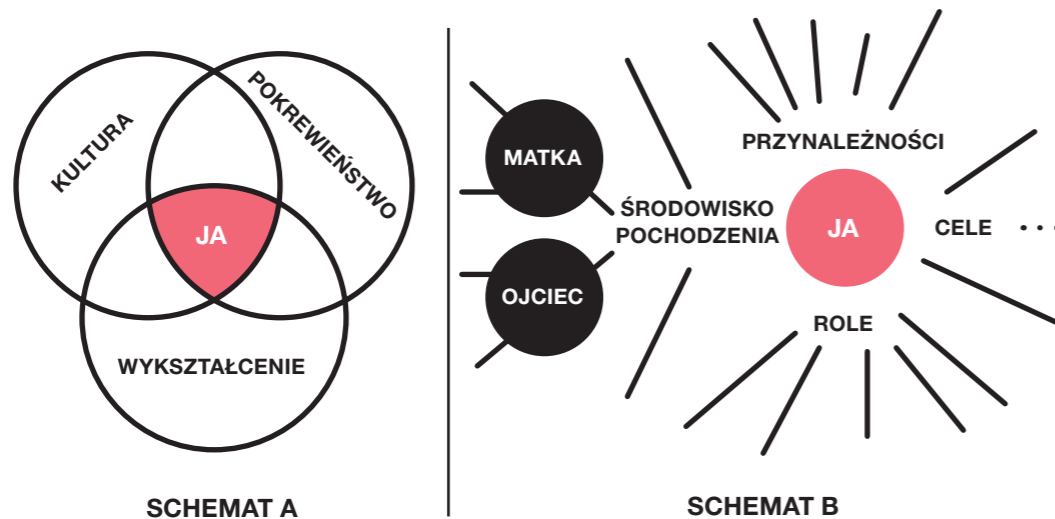 KULTURA
POKREWIEŃSTWO
JA
WYKSZTAŁCENIE
SCHEMAT A
MATKA
OJCIEC
ŚRODOWISKO
POCHODZENIA
PRZYNALEŻNOŚCI
JA
CELE
ROLE
SCHEMAT B